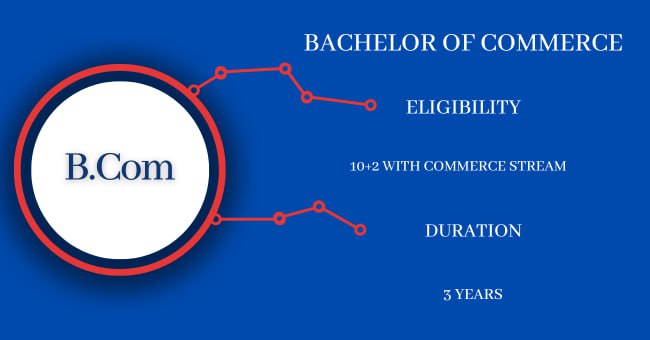 BACHELOR OF COMMERCE
B.Com
ELIGIBILITY
10+2 WITH COMMERCE STREAM
DURATION
3 YEARS